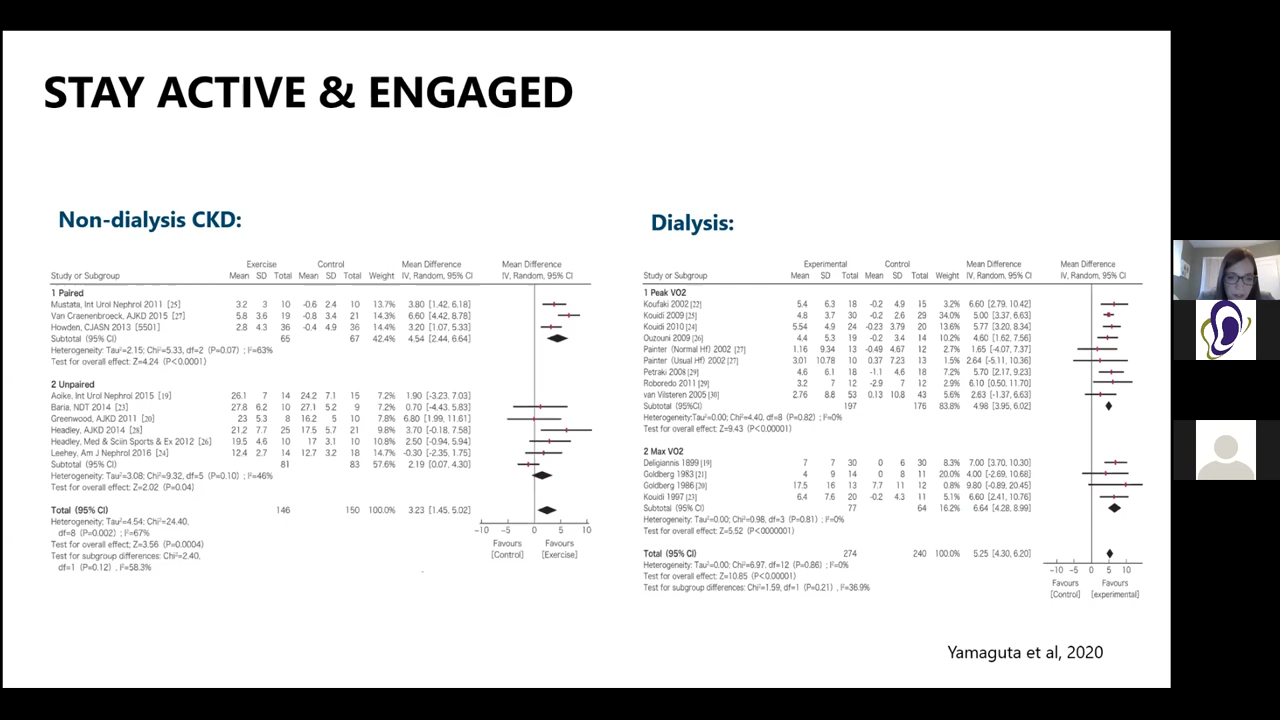 STAY ACTIVE & ENGAGED
Non-dialysis CKD:
Exercise Control Mean Difference Mean Difference
Study or Subgroup Mean SD Total Mean SD Total Weight IV, Random, 95% CI IV, Random, 95% CI
1 Paired
Mustata, Int Urol Nephrol 2011 [25] 3.2 3 10 -0.6 2.4 10 13.7% 3.80 [1.42, 6.18]
Van Craenenbroeck, AJKD 2015 [27] 5.8 3.6 19 -0.8 3.4 21 15.5% 6.60 [4.42, 8.78]
Howden, CJASN 2013 [5501] 2.8 4.3 36 -0.4 4.9 36 15.9% 3.20 [1.07, 5.33]
Subtotal (95% CI) 65 67 42.4% 4.54 [2.44, 6.64]
Heterogeneity: Tau²=2.15; Chi²=5.33, df=2 (P=0.07) ; I²=63%
Test for overall effect: Z=4.24 (P<0.0001)
2 Unpaired
Aoike, Int Urol Nephrol 2015 [19] 26.1 7 14 24.2 7.1 15 7.2% 1.90 [-3.23, 7.03]
Baria, NDT 2014 [23] 27.8 6.2 10 27.1 5.2 9 7.2% 0.70 [-4.43, 5.83]
Greenwood, AJKD 2011 [20] 23 5.3 8 16.2 5 10 7.8% 6.80 [1.99, 11.61]
Headley, AJKD 2014 [28] 21.2 7.7 25 17.5 5.7 21 9.8% 3.70 [-0.18, 7.58]
Headley, Med & Sciin Sports & Ex 2012 [26] 19.5 4.6 10 17 3.1 10 10.9% 2.50 [-0.94, 5.94]
Leehey, Am J Nephrol 2016 [24] 12.4 2.7 14 12.7 3.2 18 14.6% -0.30 [-2.35, 1.75]
Subtotal (95% CI) 81 83 57.6% 2.19 [0.07, 4.30]
Heterogeneity: Tau²=3.08; Chi²=9.32, df=5 (P=0.10) ; I²=46%
Test for overall effect: Z=2.02 (P=0.04)
Total (95% CI) 146 150 100.0% 3.23 [1.45, 5.02]
Heterogeneity: Tau²=4.54; Chi²=24.40,
df=8 (P=0.002) ; I²=67%
Test for overall effect: Z=3.56 (P=0.0004)
Test for subgroup differences: Chi²=2.40,
df=1 (P=0.12) , I²=58.3%
-10 -5 0 5 10
Favours Favours
[Control] [Exercise]
Dialysis:
Experimental Control Mean Difference Mean Difference
Study or Subgroup Mean SD Total Mean SD Total Weight IV, Random, 95% CI IV, Random, 95% CI
1 Peak VO2
Koufaki 2002 [22] 5.4 6.3 18 -0.2 4.9 15 3.2% 6.60 [2.79, 10.42]
Kouidi 2009 [25] 4.8 3.7 30 -0.2 2.6 29 34.0% 5.00 [3.37, 6.63]
Kouidi 2010 [24] 5.54 4.9 24 -0.23 3.79 20 13.6% 5.77 [3.20, 8.34]
Ouzouni 2009 [26] 4.4 5.3 19 -0.2 3.4 14 10.2% 4.60 [1.62, 7.56]
Painter (Normal Hf) 2002 [27] 1.16 9.34 13 -0.49 4.67 12 2.7% 1.65 [-4.07, 7.37]
Painter (Usual Hf) 2002 [27] 3.01 10.78 10 0.37 7.23 13 1.5% 2.64 [-5.11, 10.36]
Petraki 2008 [29] 4.6 6.1 18 -1.1 4.6 18 7.2% 5.70 [2.17, 9.23]
Roberedo 2011 [29] 3.2 7 12 -2.9 7 12 2.8% 6.10 [0.50, 11.70]
van Vilsteren 2005 [30] 2.76 8.8 53 0.13 10.8 43 5.5% 2.63 [-1.37, 6.63]
Subtotal (95%CI) 197 176 83.8% 4.98 [3.95, 6.02]
Heterogeneity:Tau²=0.00; Chi²=4.40, df=8 (P=0.82) ; I²=0%
Test for overall effect: Z=9.43 (P<0.00001)
2 Max VO2
Deligiannis 1899 [19] 7 7 30 0 6 30 8.3% 7.00 [3.70, 10.30]
Goldberg 1983 [21] 4 9 14 0 8 11 20.0% 4.00 [-2.69, 10.68]
Goldberg 1986 [20] 17.5 16 13 7.7 11 12 0.9% 9.80 [-0.89, 20.45]
Kouidi 1997 [23] 6.4 7.6 20 -0.2 4.3 11 5.1% 6.60 [2.41, 10.76]
Subtotal (95% CI) 77 64 16.2% 6.64 [4.28, 8.99]
Heterogeneity: Tau²=0.00; Chi²=0.98, df=3 (P=0.81) ; I²=0%
Test for overall effect: Z=5.52 (P<0000001)
Total (95% CI) 274 240 100.0% 5.25 [4.30, 6.20]
Heterogeneity: Tau²=0.00; Chi²=6.97, df=12 (P=0.86) ; I²=0%
Test for overall effect: Z=10.85 (P<0.00001)
Test for subgroup differences: Chi²=1.59, df=1 (P=0.21) , I²=36.9%
-10 -5 0 5 10
Favours Favours
[Control] [experimental]
Yamaguta et al, 2020